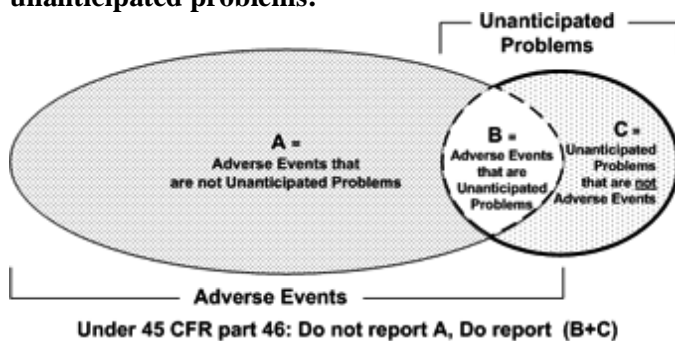 unanticipated problems:
Unanticipated
Problems
A =
Adverse Events that
are not Unanticipated Problems
B =
Adverse Events
that are
Unanticipated
Problems
C =
Unanticipated
Problems
that are not
Adverse Events
Adverse Events
Under 45 CFR part 46: Do not report A, Do report (B+C)